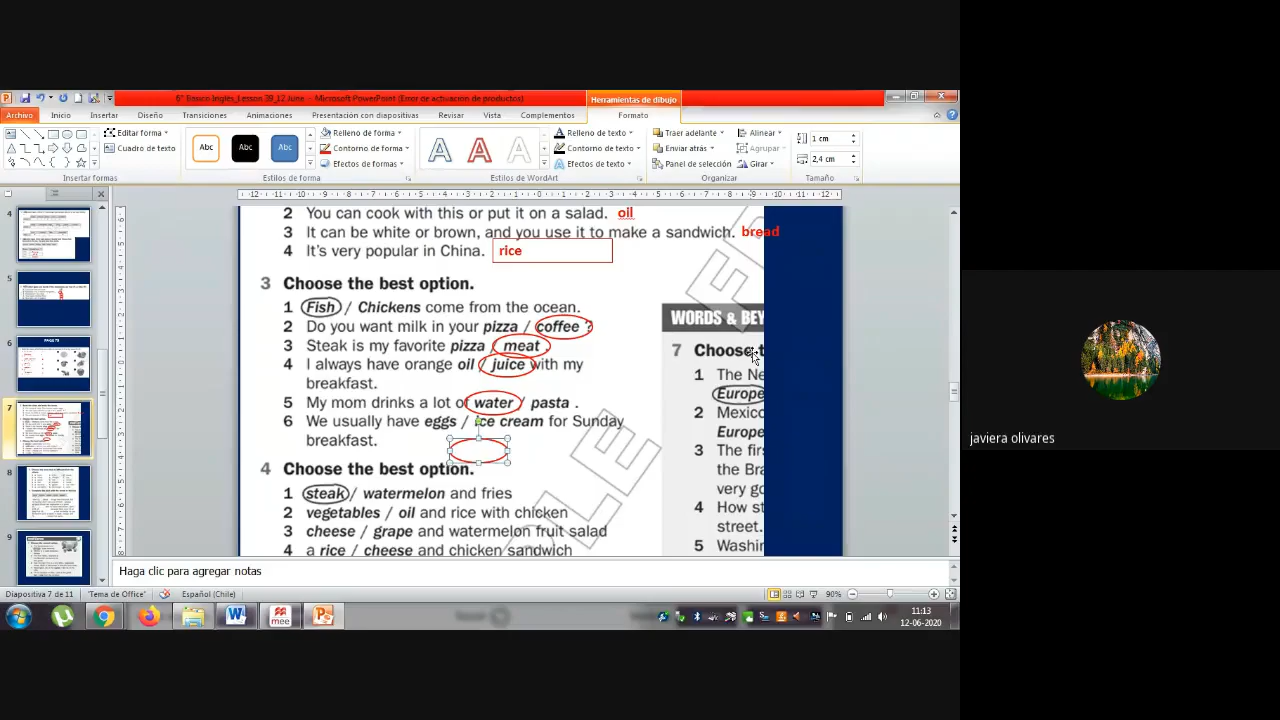 6° Basico Inglés_Lesson 39_12 June - Microsoft PowerPoint (Error de activación de productos)
Herramientas de dibujo
Archivo Inicio Insertar Diseño Transiciones Animaciones Presentación con diapositivas Revisar Vista Complementos Formato
Editar forma
Cuadro de texto
Insertar formas
Abc Abc Abc
Relleno de forma
Contorno de forma
Efectos de formas
Estilos de forma
A A A
Relleno de texto
Contorno de texto
Efectos de texto
Estilos de WordArt
Traer adelante
Enviar atrás
Panel de selección
Alinear
Agrupar
Girar
Organizar
1 cm
2,4 cm
Tamaño
4
5
6
7
8
9
2 You can cook with this or put it on a salad. oil
3 It can be white or brown, and you use it to make a sandwich. bread
4 It's very popular in China. rice
3 Choose the best option.
1 Fish / Chickens come from the ocean.
2 Do you want milk in your pizza / coffee ?
3 Steak is my favorite pizza / meat
4 I always have orange oil / juice with my
breakfast.
5 My mom drinks a lot of water / pasta .
6 We usually have eggs / ice cream for Sunday
breakfast.
4 Choose the best option.
1 steak / watermelon and fries
2 vegetables / oil and rice with chicken
3 cheese / grape and watermelon fruit salad
4 a rice / cheese and chicken sandwich
WORDS & BEY
7 Choose t
1 The Ne
Europe
2 Mexico
Europe
3 The firs
the Bra
very go
4 How st
street.
5 Washin
Haga clic para agregar notas
Diapositiva 7 de 11 "Tema de Office" Español (Chile) 90%
11:13
12-06-2020
javiera olivares